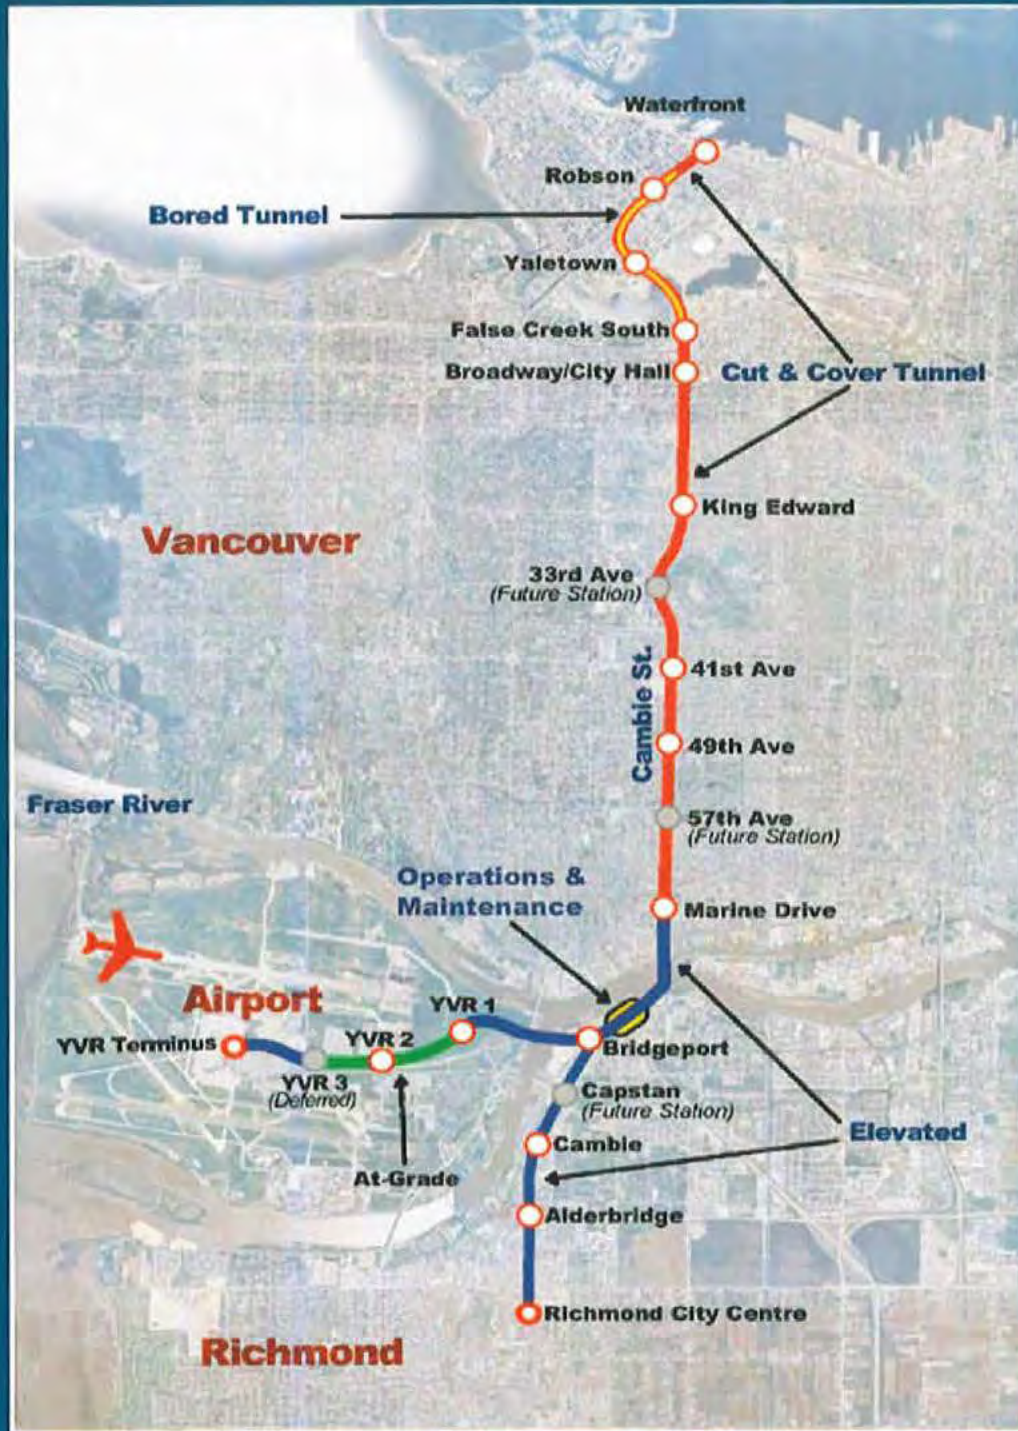 Waterfront
Robson
Bored Tunnel
Yaletown
False Creek South
Broadway/City Hall
Cut & Cover Tunnel
King Edward
Vancouver
33rd Ave
(Future Station)
Cambie St.
41st Ave
49th Ave
Fraser River
57th Ave
(Future Station)
Operations &
Maintenance
Marine Drive
Airport
YVR 1
YVR Terminus
YVR 2
Bridgeport
YVR 3
(Deferred)
Capstan
(Future Station)
Elevated
Cambie
At-Grade
Alderbridge
Richmond City Centre
Richmond